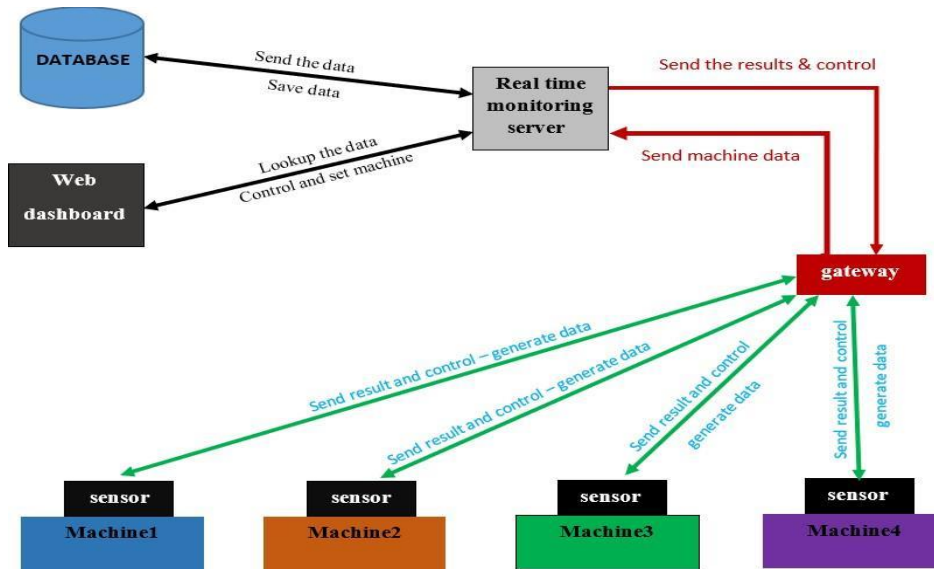 DATABASE
Send the data
Save data
Real time
monitoring
server
Send the results & control
Send machine data
Lookup the data
Control and set machine
Web
dashboard
gateway
Send result and control – generate data
Send result and control – generate data
Send result and control
generate data
Send result and control
generate data
sensor
Machine1
sensor
Machine2
sensor
Machine3
sensor
Machine4